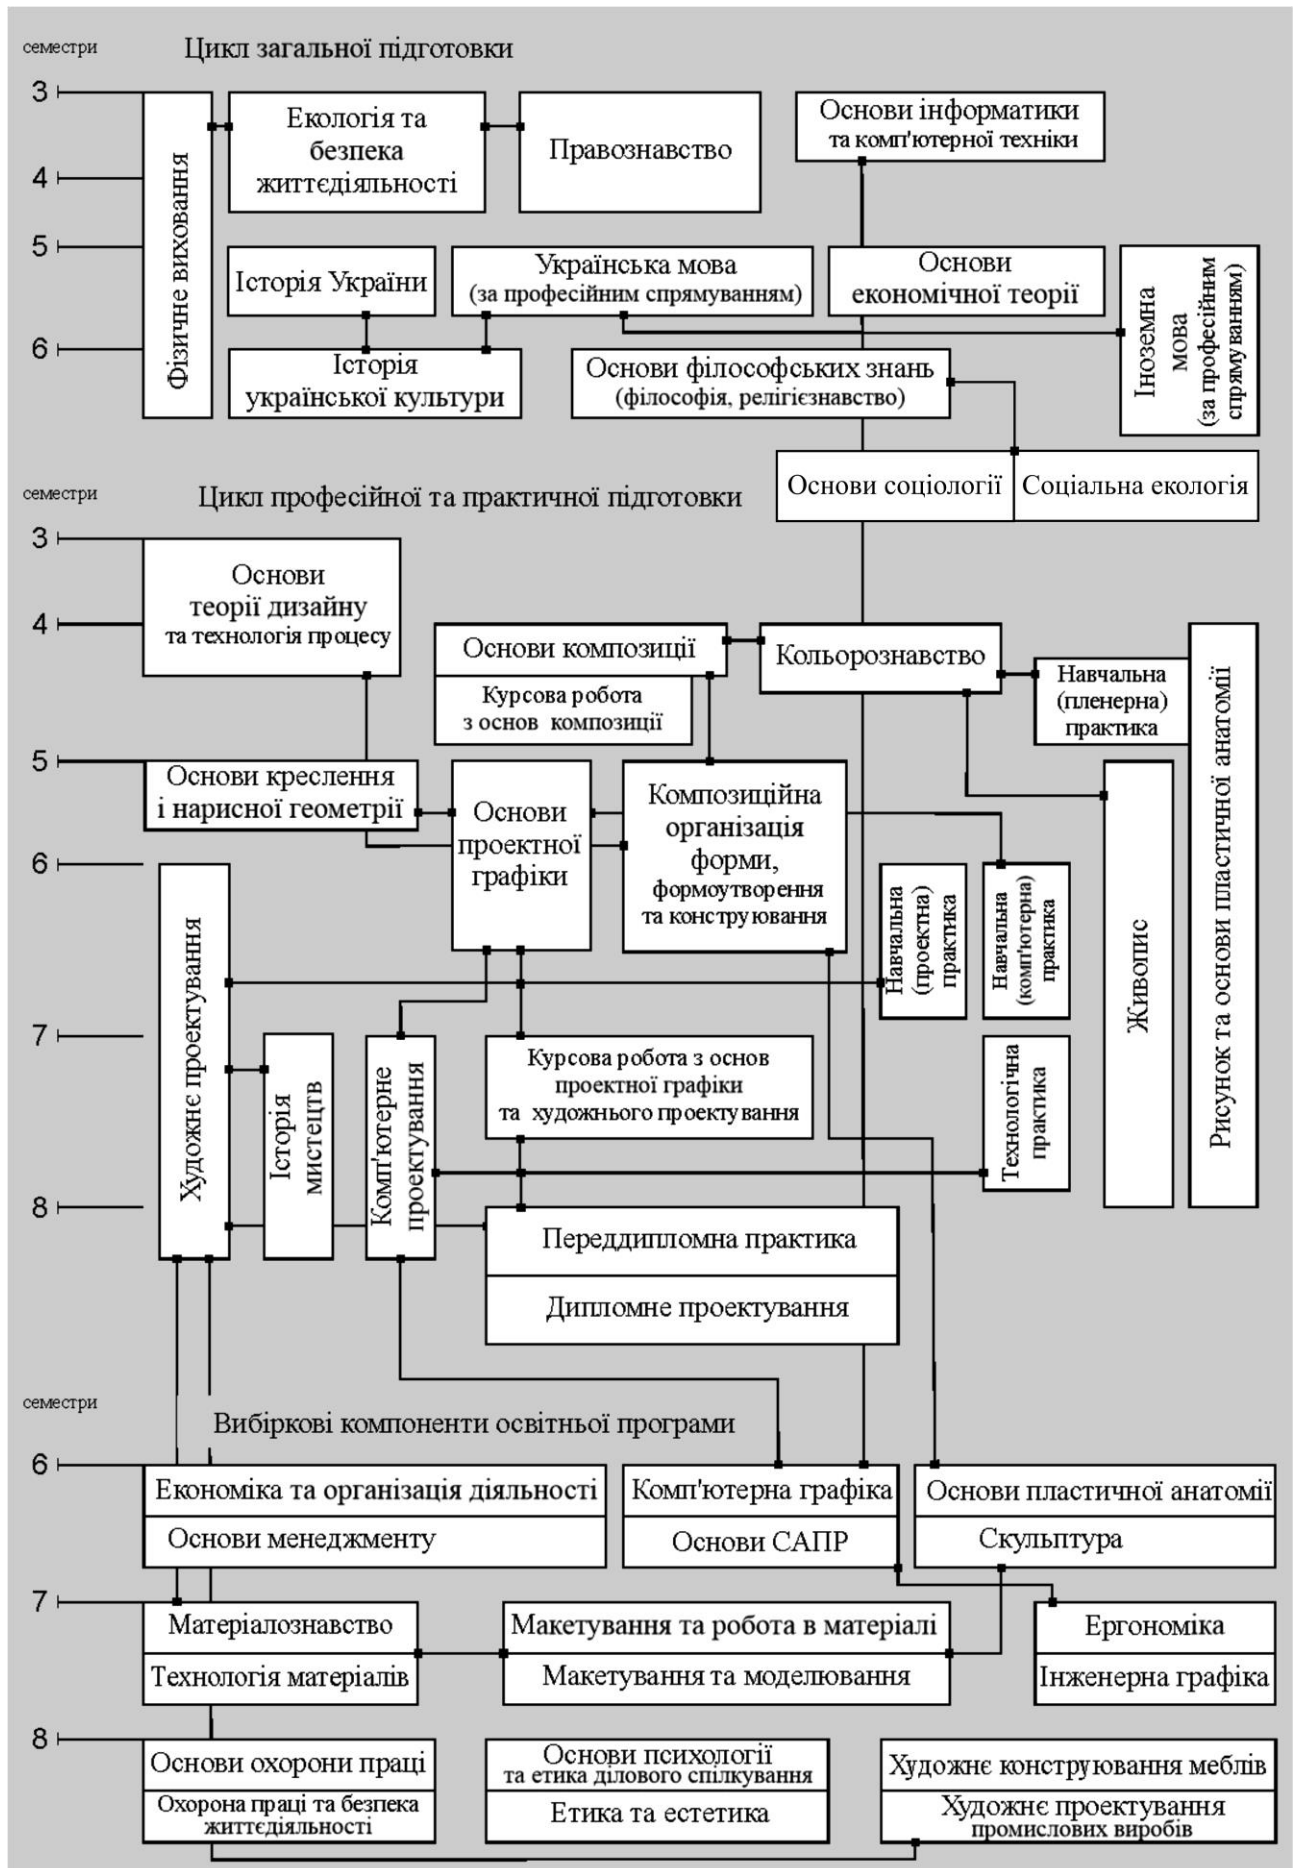 семестри
Цикл загальної підготовки
3
4
5
6
Фізичне виховання
Екологія та
безпека
життєдіяльності
Правознавство
Основи інформатики
та комп'ютерної техніки
Історія України
Українська мова
(за професійним спрямуванням)
Основи
економічної теорії
Іноземна
мова
(за професійним
спрямуванням)
Історія
української культури
Основи філософських знань
(філософія, релігієзнавство)
Основи соціології
Соціальна екологія
семестри
Цикл професійної та практичної підготовки
3
4
5
6
7
8
Основи
теорії дизайну
та технологія процесу
Основи композиції
Курсова робота
з основ композиції
Кольорознавство
Навчальна
(пленерна)
практика
Рисунок та основи пластичної анатомії
Основи креслення
і нарисної геометрії
Основи
проектної
графіки
Композиційна
організація
форми,
формоутворення
та конструювання
Навчальна
(проектна)
практика
Навчальна
(комп'ютерна)
практика
Живопис
Художнє проектування
Історія
мистецтв
Комп'ютерне
проектування
Курсова робота з основ
проектної графіки
та художнього проектування
Технологічна
практика
Переддипломна практика
Дипломне проектування
семестри
Вибіркові компоненти освітньої програми
6
Економіка та організація діяльності
Основи менеджменту
Комп'ютерна графіка
Основи САПР
Основи пластичної анатомії
Скульптура
7
Матеріалознавство
Технологія матеріалів
Макетування та робота в матеріалі
Макетування та моделювання
Ергономіка
Інженерна графіка
8
Основи охорони праці
Охорона праці та безпека
життєдіяльності
Основи психології
та етика ділового спілкування
Етика та естетика
Художнє конструювання меблів
Художнє проектування
промислових виробів